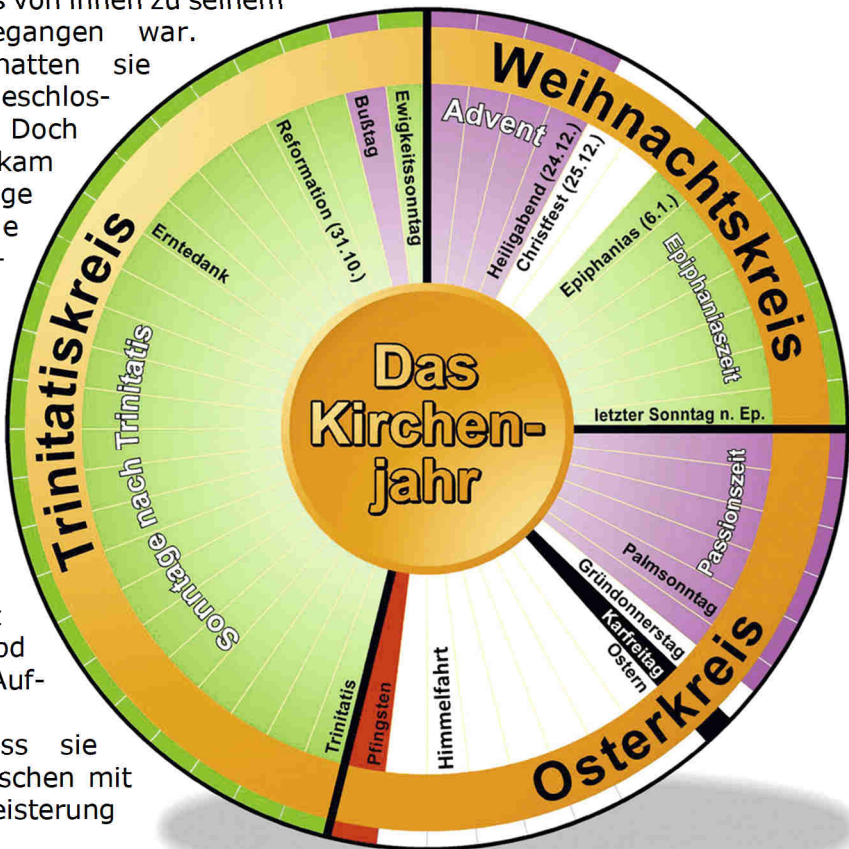 s von ihnen zu seinem
egangen war.
hatten sie
eschlos-
Doch
kam
ge
e
-
od
Auf-
ss sie
schen mit
eisterung
Das
Kirchen-
jahr
Weihnachtskreis
Advent
Heiligabend (24.12.)
Christfest (25.12.)
Epiphanias (6.1.)
Epiphaniaszeit
letzter Sonntag n. Ep.
Osterkreis
Passionszeit
Palmsonntag
Gründonnerstag
Karfreitag
Ostern
Himmelfahrt
Pfingsten
Trinitatiskreis
Trinitatis
Sonntage nach Trinitatis
Erntedank
Reformation (31.10.)
Bußtag
Ewigkeitssonntag